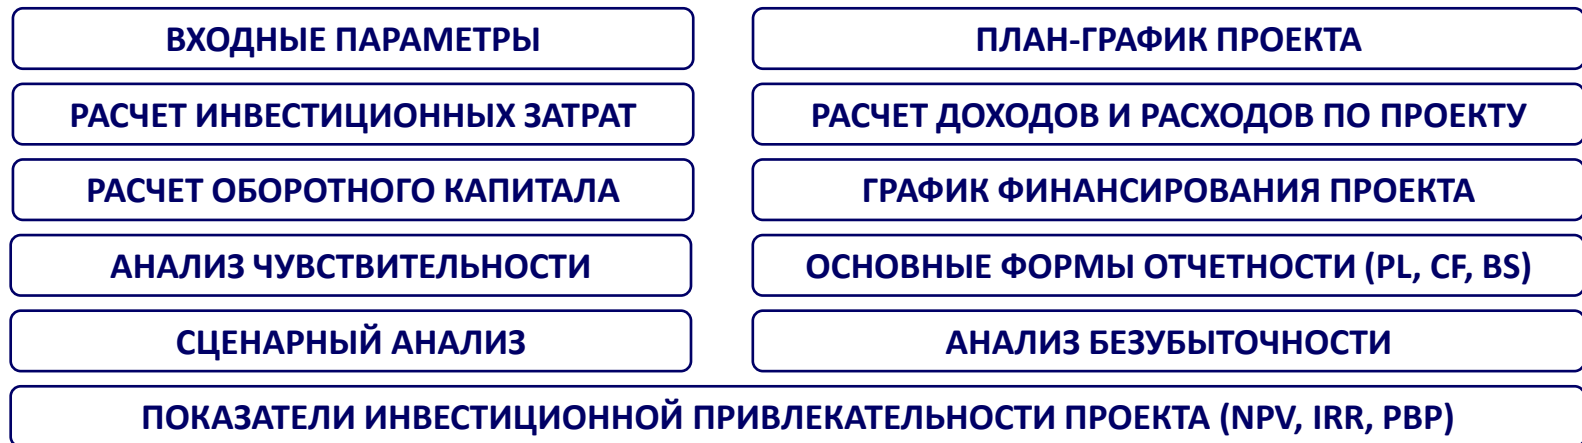 ВХОДНЫЕ ПАРАМЕТРЫ
ПЛАН-ГРАФИК ПРОЕКТА
РАСЧЕТ ИНВЕСТИЦИОННЫХ ЗАТРАТ
РАСЧЕТ ДОХОДОВ И РАСХОДОВ ПО ПРОЕКТУ
РАСЧЕТ ОБОРОТНОГО КАПИТАЛА
ГРАФИК ФИНАНСИРОВАНИЯ ПРОЕКТА
АНАЛИЗ ЧУВСТВИТЕЛЬНОСТИ
ОСНОВНЫЕ ФОРМЫ ОТЧЕТНОСТИ (PL, CF, BS)
СЦЕНАРНЫЙ АНАЛИЗ
АНАЛИЗ БЕЗУБЫТОЧНОСТИ
ПОКАЗАТЕЛИ ИНВЕСТИЦИОННОЙ ПРИВЛЕКАТЕЛЬНОСТИ ПРОЕКТА (NPV, IRR, PBP)